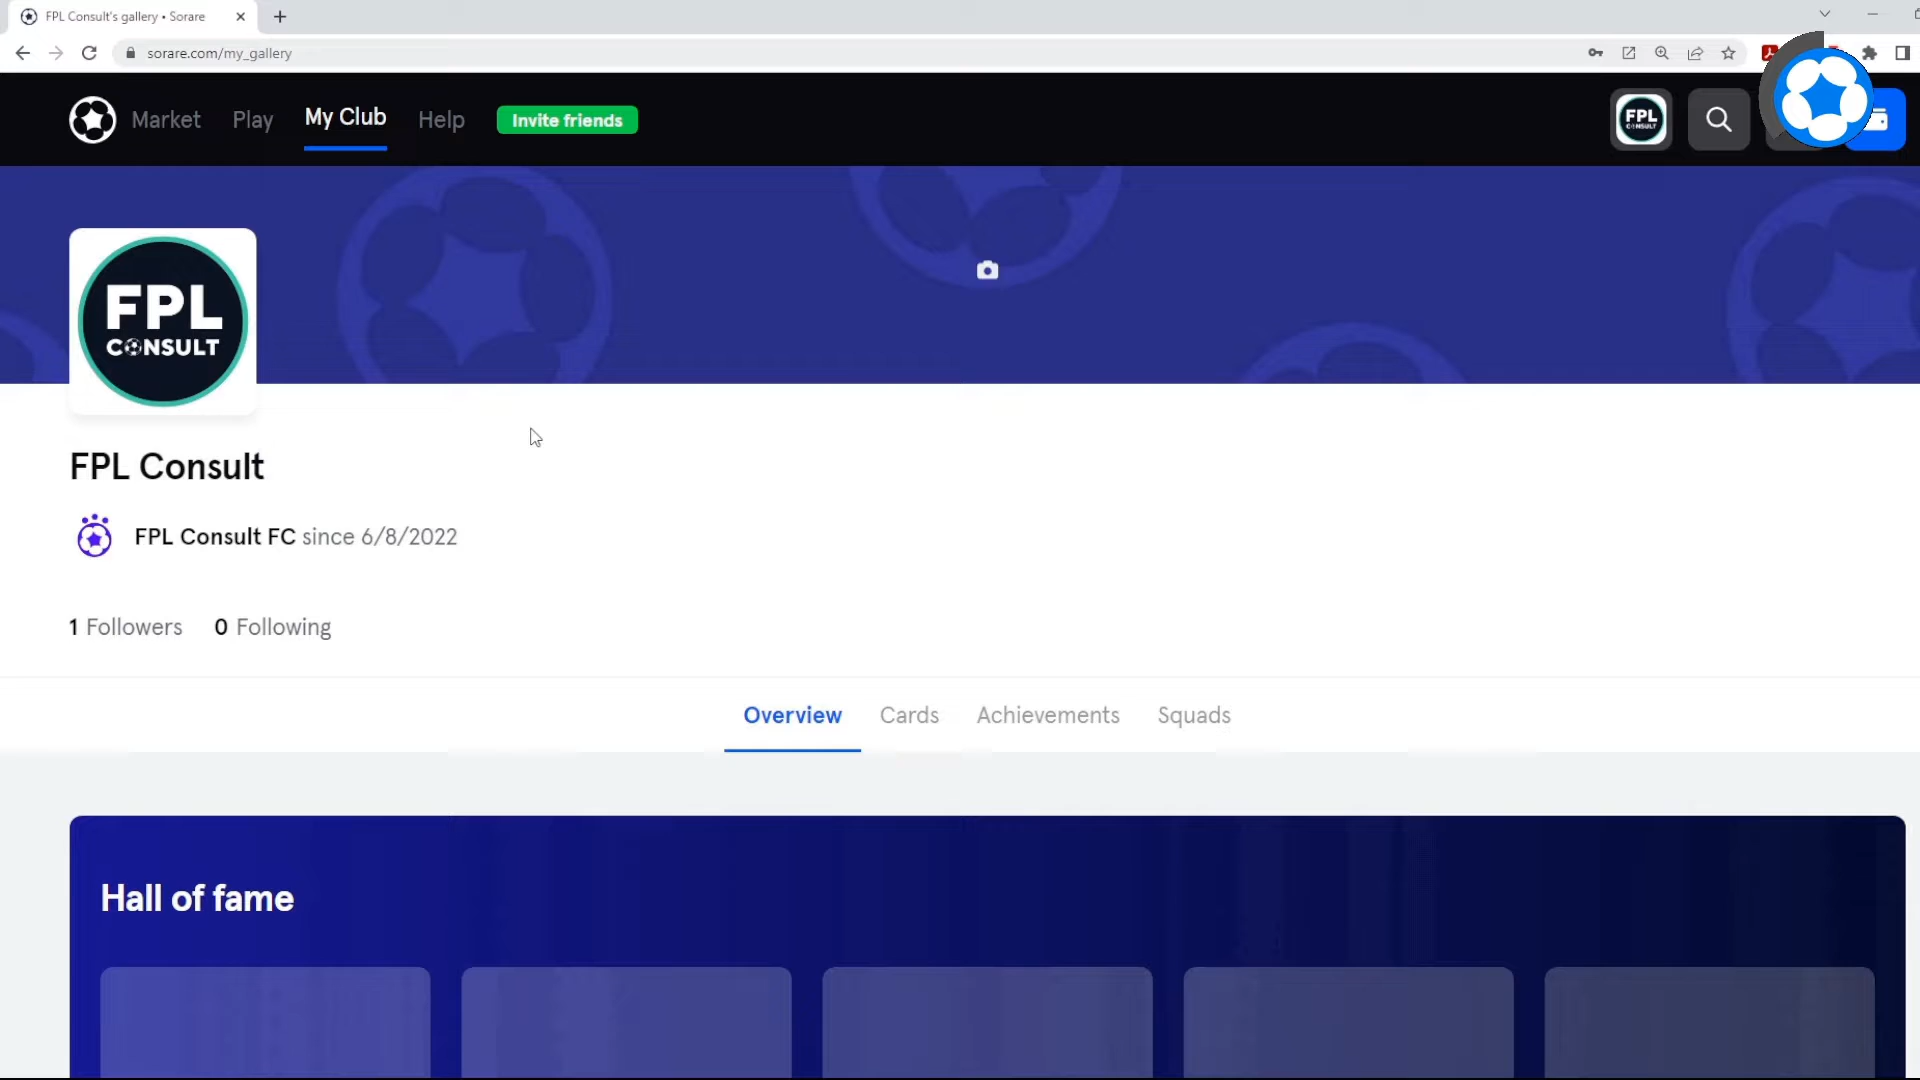 FPL Consult's gallery • Sorare
sorare.com/my_gallery
Market Play My Club Help Invite friends
FPL
CONSULT
FPL
CONSULT
FPL Consult
FPL Consult FC since 6/8/2022
1 Followers 0 Following
Overview Cards Achievements Squads
Hall of fame